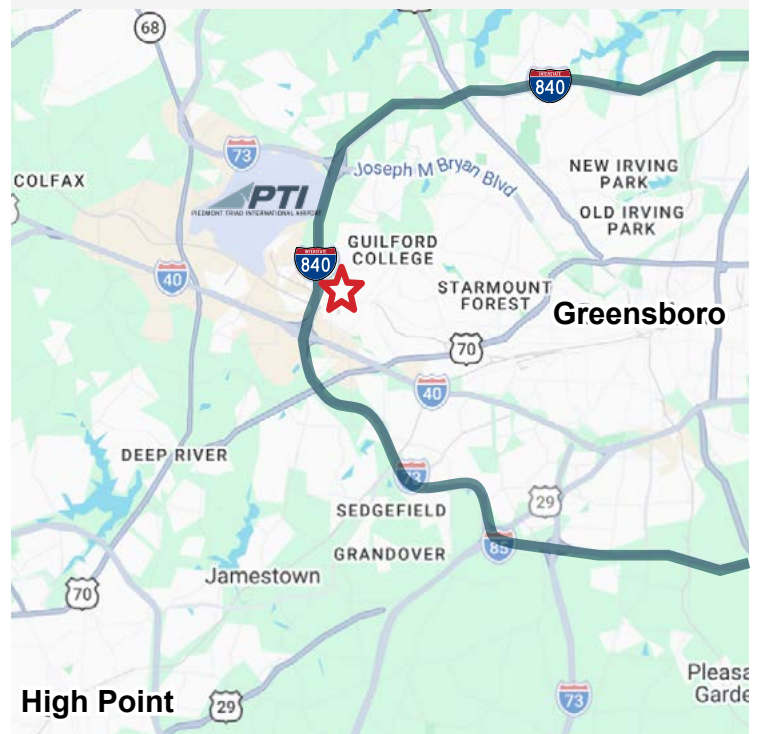 68
INTERSTATE
840
73
Joseph M Bryan Blvd
NEW IRVING
PARK
COLFAX
PTI
PIEDMONT TRIAD INTERNATIONAL AIRPORT
OLD IRVING
PARK
GUILFORD
COLLEGE
INTERSTATE
840
40
STARMOUNT
FOREST
Greensboro
70
40
DEEP RIVER
73
SEDGEFIELD
29
GRANDOVER
85
Jamestown
70
Pleasa
Garde
High Point
29
73